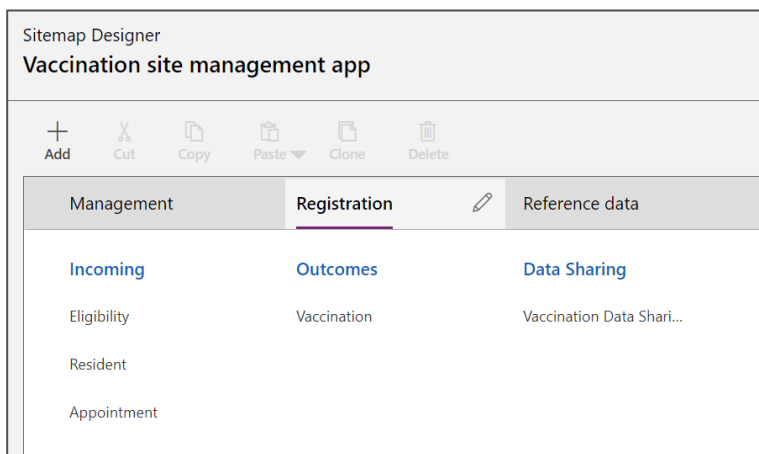 Sitemap Designer
Vaccination site management app
Add Cut Copy Paste Clone Delete
Management Registration Reference data
Incoming Outcomes Data Sharing
Eligibility Vaccination Vaccination Data Shari...
Resident
Appointment